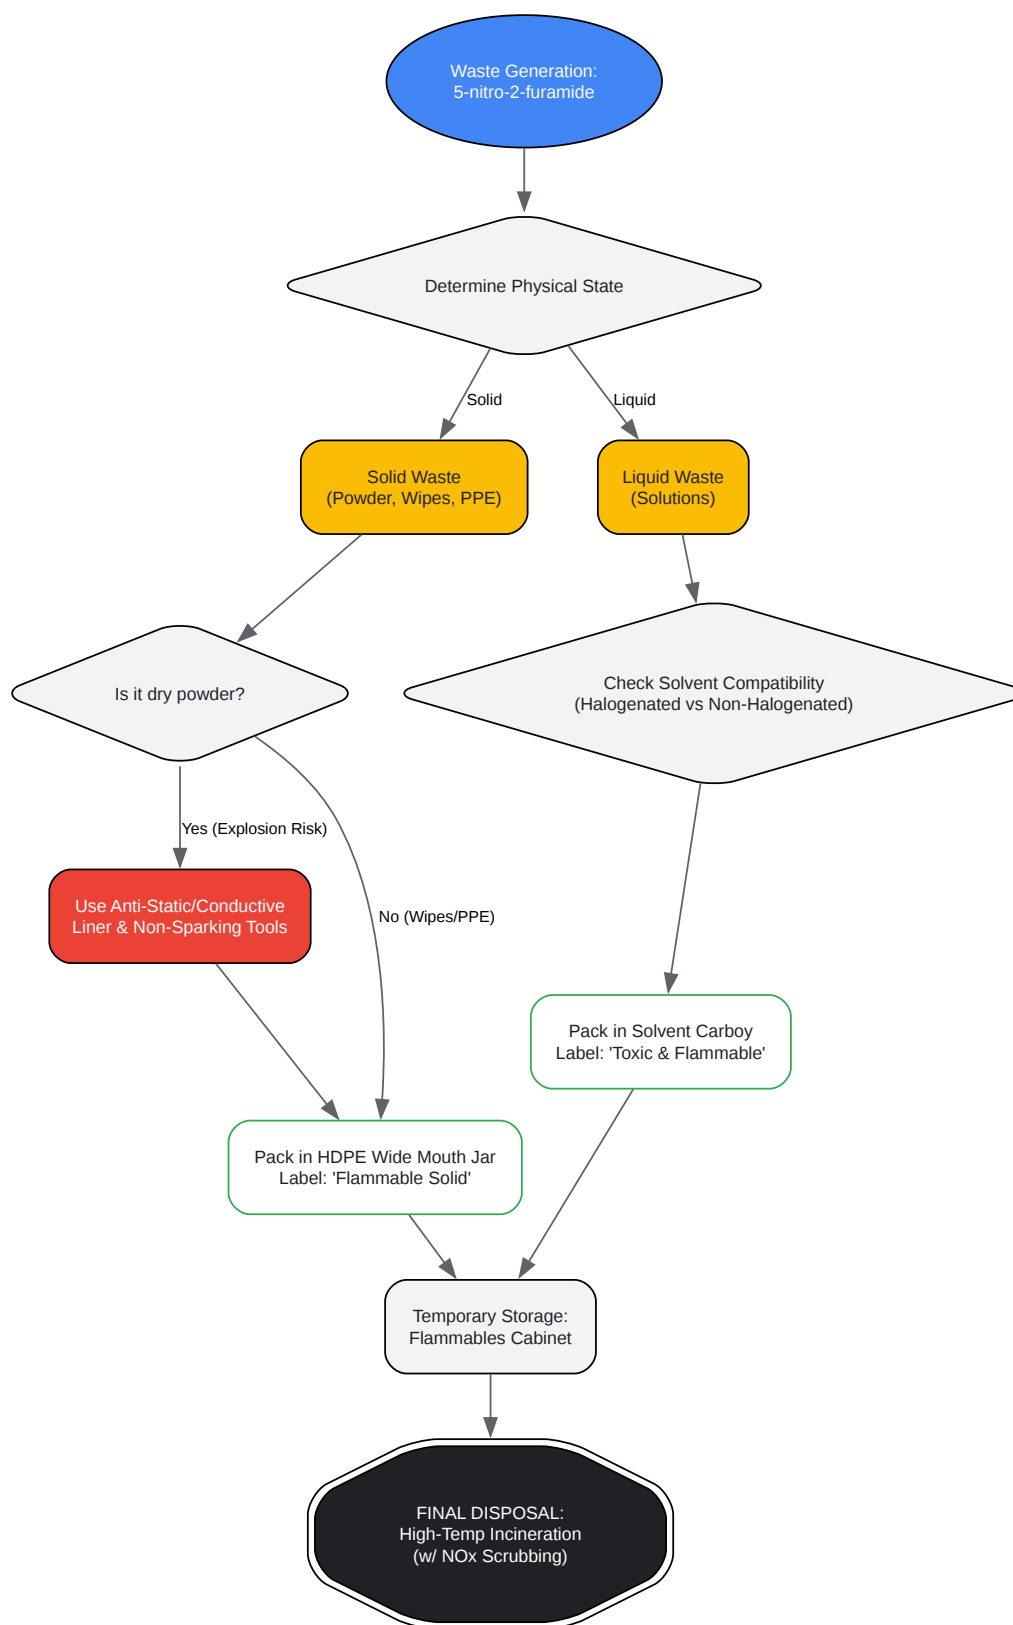 Waste Generation:
5-nitro-2-furamide
Determine Physical State
Solid
Liquid
Solid Waste
(Powder, Wipes, PPE)
Liquid Waste
(Solutions)
Is it dry powder?
Check Solvent Compatibility
(Halogenated vs Non-Halogenated)
Yes (Explosion Risk)
Use Anti-Static/Conductive
Liner & Non-Sparking Tools
No (Wipes/PPE)
Pack in Solvent Carboy
Label: 'Toxic & Flammable'
Pack in HDPE Wide Mouth Jar
Label: 'Flammable Solid'
Temporary Storage:
Flammables Cabinet
FINAL DISPOSAL:
High-Temp Incineration
(w/ NOx Scrubbing)